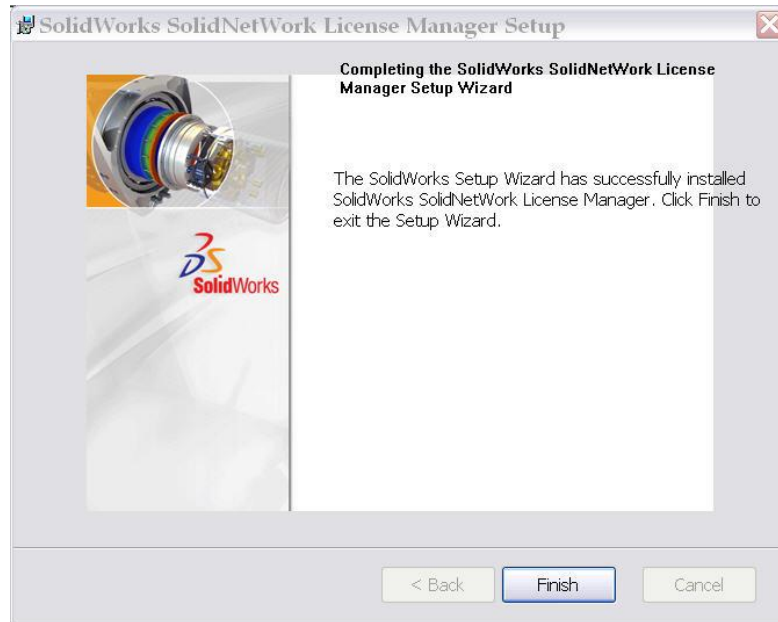 SolidWorks SolidNetWork License Manager Setup
Completing the SolidWorks SolidNetWork License
Manager Setup Wizard
The SolidWorks Setup Wizard has successfully installed
SolidWorks SolidNetWork License Manager. Click Finish to
exit the Setup Wizard.
DS
SolidWorks
< Back
Finish
Cancel